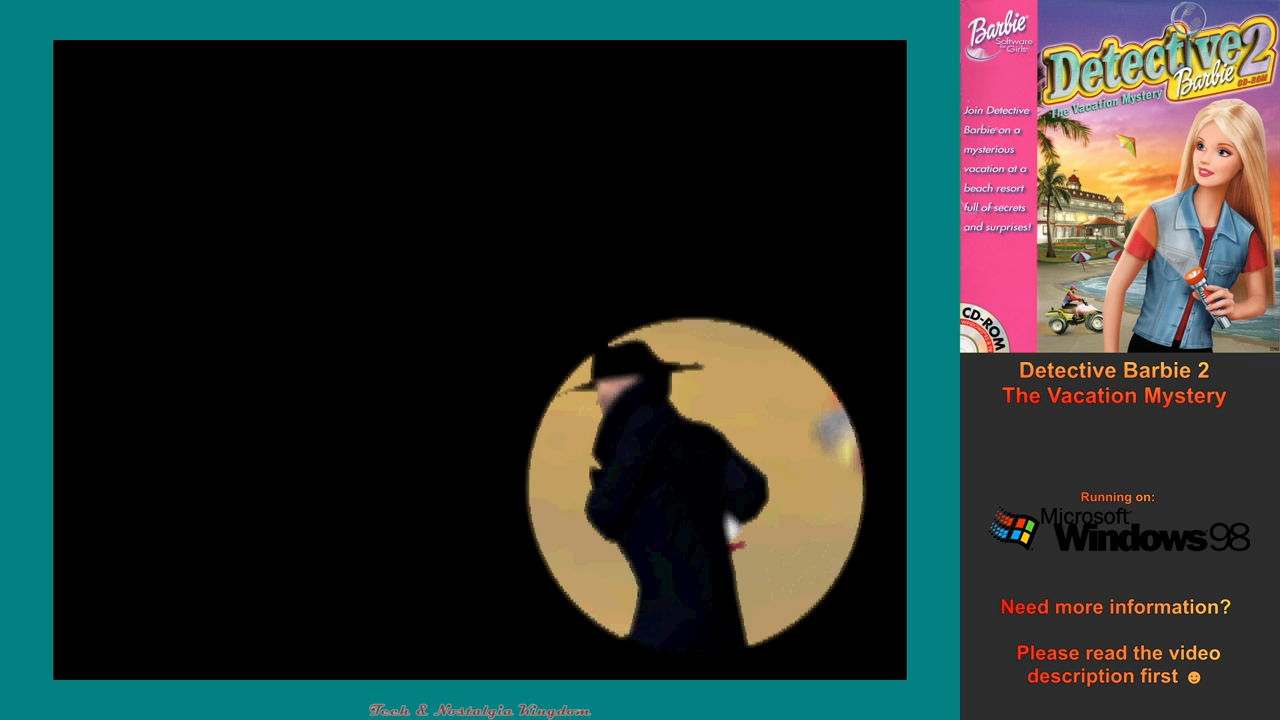 Barbie
Software
for Girls
Detective 2
Barbie
CD-ROM
The Vacation Mystery
Join Detective
Barbie on a
mysterious
vacation at a
beach resort
full of secrets
and surprises!
CD-ROM
Detective Barbie 2
The Vacation Mystery
Running on:
Microsoft
Windows 98
Need more information?
Please read the video
description first ☻
Tech & Nostalgia Kingdom